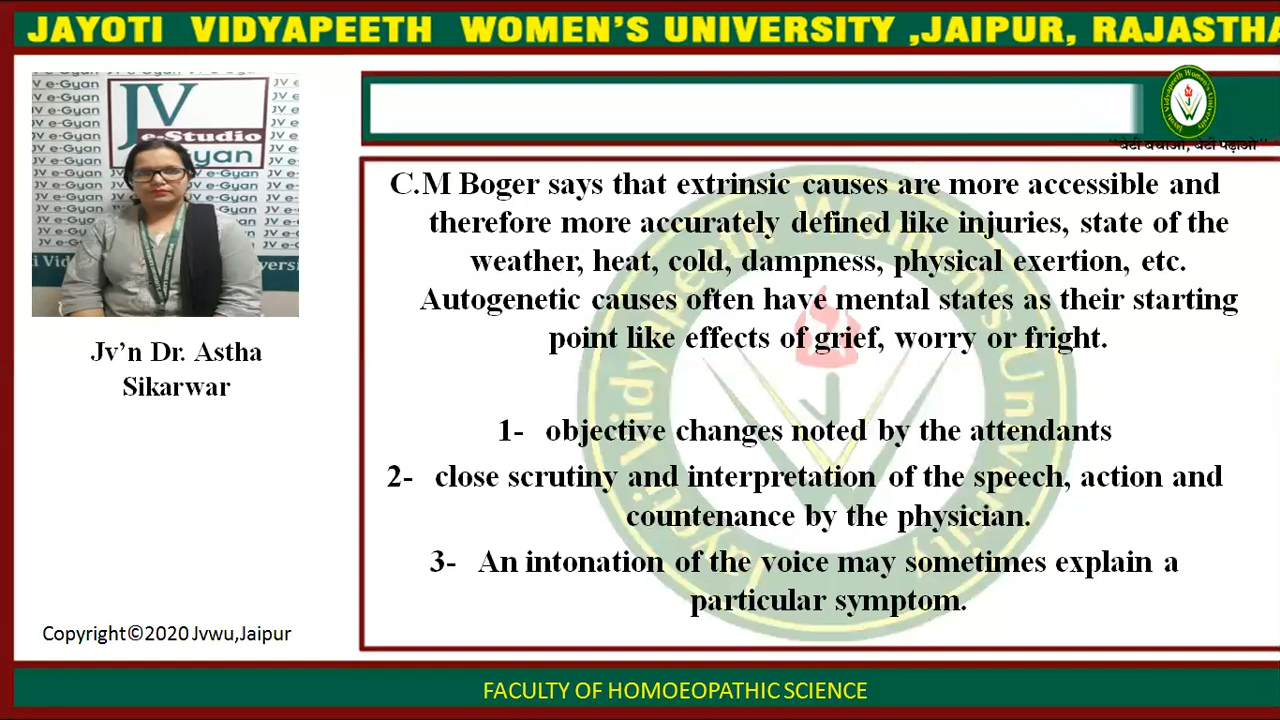 JAYOTI VIDYAPEETH WOMEN'S UNIVERSITY ,JAIPUR, RAJASTHA
JV
e-Studio
Gyan
JV e-Gyan
Jv'n Dr. Astha
Sikarwar
Copyright©2020 Jvwu,Jaipur
"बेटी बचाओ, बेटी पढ़ाओ"
C.M Boger says that extrinsic causes are more accessible and
therefore more accurately defined like injuries, state of the
weather, heat, cold, dampness, physical exertion, etc.
Autogenetic causes often have mental states as their starting
point like effects of grief, worry or fright.
1- objective changes noted by the attendants
2- close scrutiny and interpretation of the speech, action and
countenance by the physician.
3- An intonation of the voice may sometimes explain a
particular symptom.
FACULTY OF HOMOEOPATHIC SCIENCE